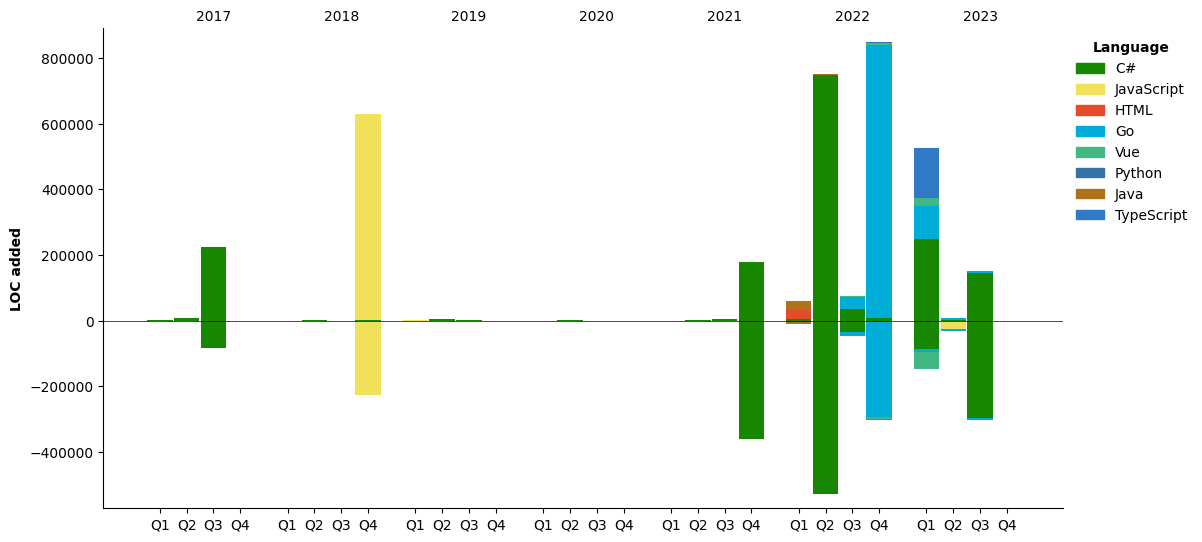 2017 2018 2019 2020 2021 2022 2023
LOC added
800000
600000
400000
200000
0
−200000
−400000
Q1 Q2 Q3 Q4 Q1 Q2 Q3 Q4 Q1 Q2 Q3 Q4 Q1 Q2 Q3 Q4 Q1 Q2 Q3 Q4 Q1 Q2 Q3 Q4 Q1 Q2 Q3 Q4
Language
C#
JavaScript
HTML
Go
Vue
Python
Java
TypeScript